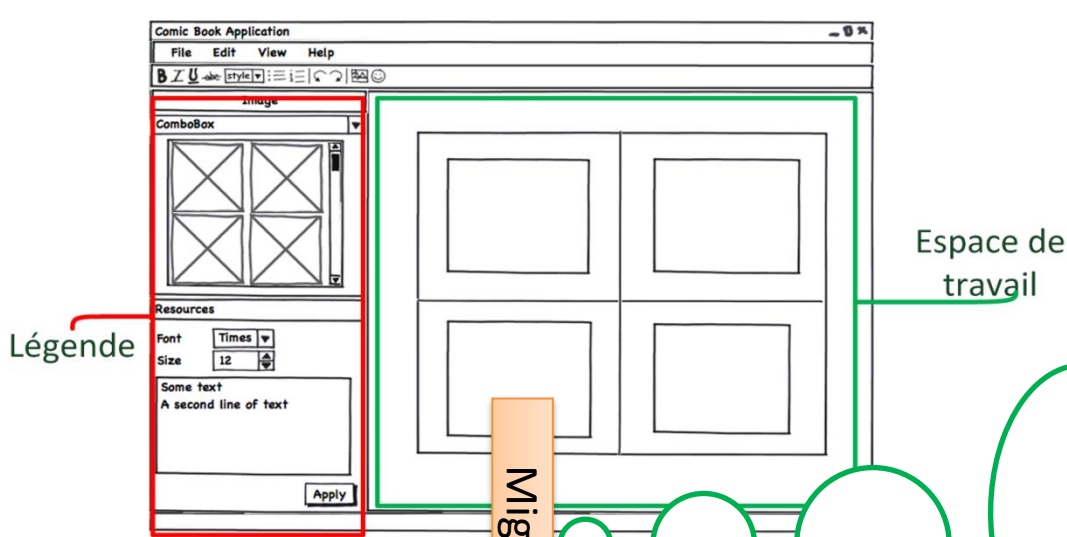 Comic Book Application
File Edit View Help
B I U abc style
Image
ComboBox
Resources
Font Times
Size 12
Some text
A second line of text
Apply
Légende
Espace de
travail
Mig